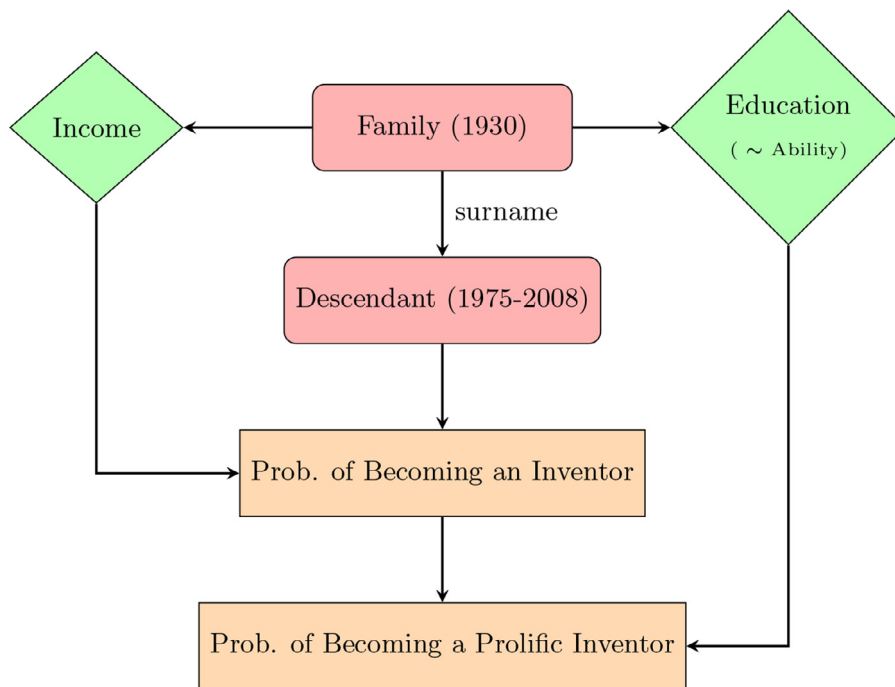 Income
Family (1930)
Education
( ∼ Ability)
surname
Descendant (1975-2008)
Prob. of Becoming an Inventor
Prob. of Becoming a Prolific Inventor